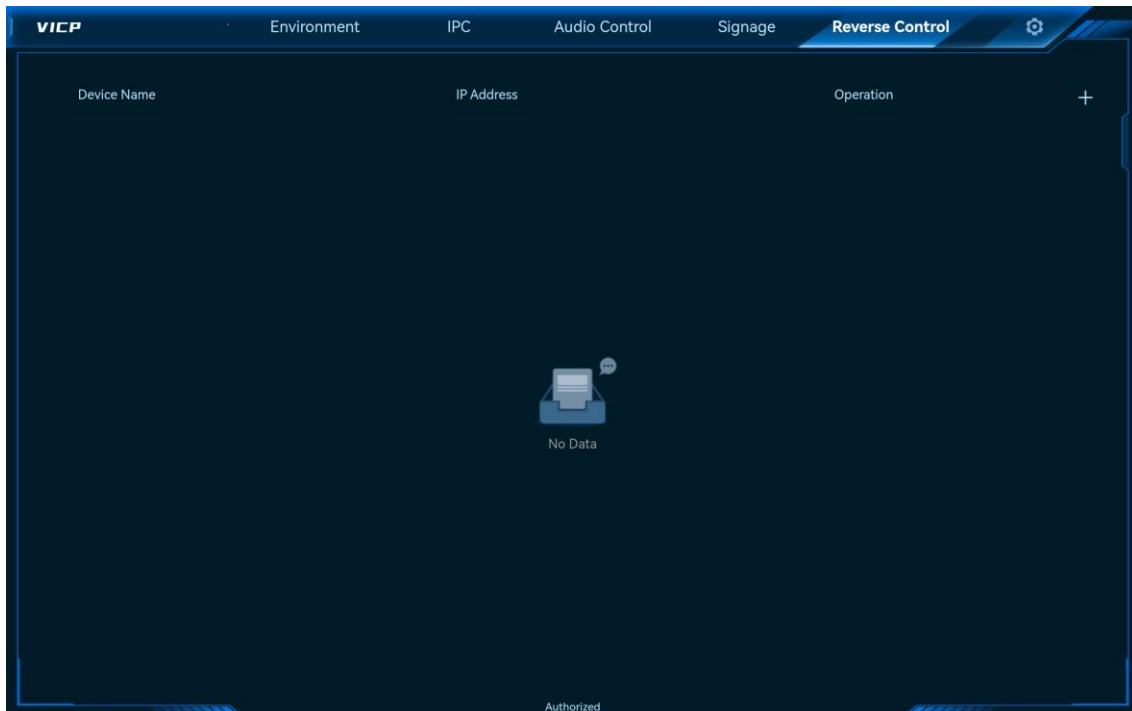 VICP Environment IPC Audio Control Signage Reverse Control
Device Name IP Address Operation +
No Data
Authorized